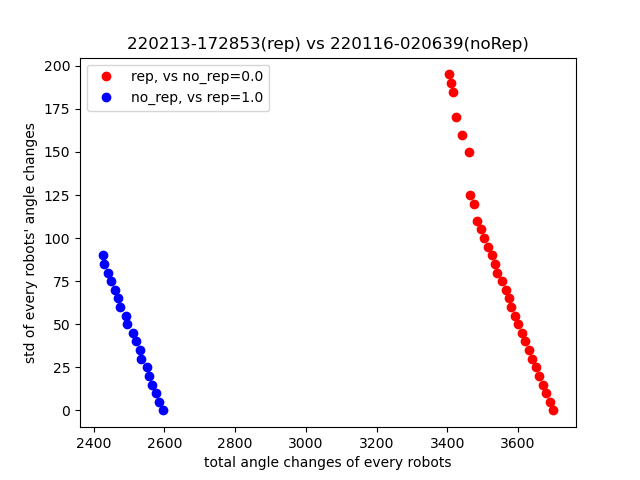 220213-172853(rep) vs 220116-020639(noRep)
rep, vs no_rep=0.0
no_rep, vs rep=1.0
std of every robots' angle changes
200
175
150
125
100
75
50
25
0
2400 2600 2800 3000 3200 3400 3600
total angle changes of every robots